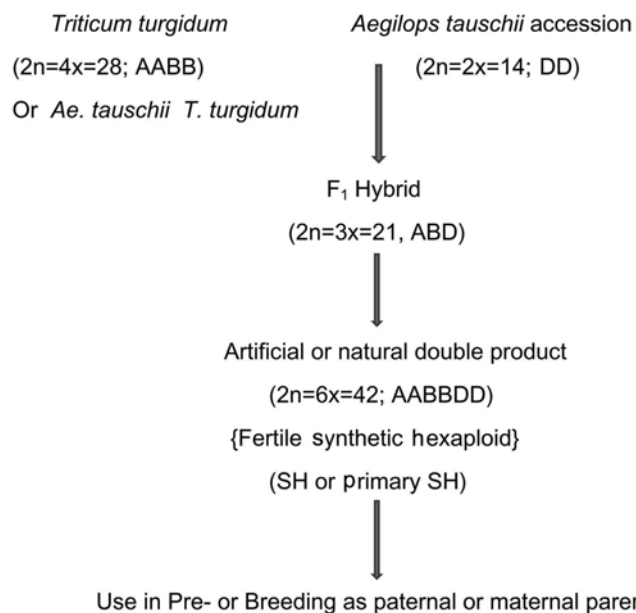 Triticum turgidum
Aegilops tauschii accession
(2n=4x=28; AABB)
(2n=2x=14; DD)
Or Ae. tauschii T. turgidum
F₁ Hybrid
(2n=3x=21, ABD)
Artificial or natural double product
(2n=6x=42; AABBDD)
{Fertile synthetic hexaploid}
(SH or primary SH)
Use in Pre- or Breeding as paternal or maternal parer